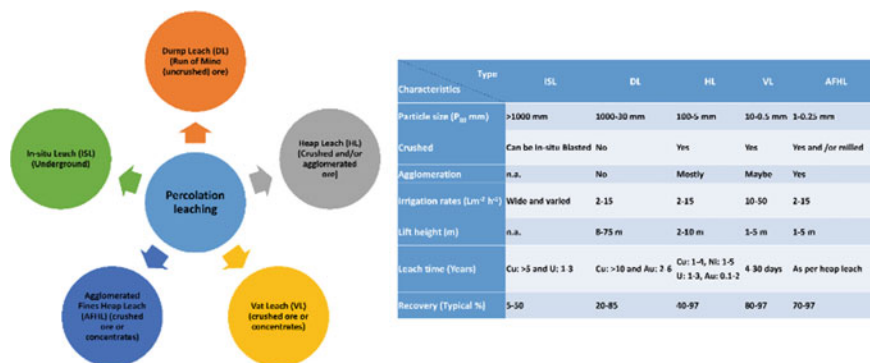 Dump Leach (DL)
(Run of Mine
(uncrushed) ore)
In-situ Leach (ISL)
(Underground)
Heap Leach (HL)
(Crushed and/or
agglomerated
ore)
Percolation
leaching
Agglomerated
Fines Heap Leach
(AFHL) (crushed
ore or
concentrates)
Vat Leach (VL)
(crushed ore or
concentrates)
Type
Characteristics
ISL DL HL VL AFHL
Particle size (P₈₀ mm) >1000 mm 1000-30 mm 100-5 mm 10-0.5 mm 1-0.25 mm
Crushed Can be In-situ Blasted No Yes Yes Yes and /or milled
Agglomeration n.a. No Mostly Maybe Yes
Irrigation rates (Lm⁻² h⁻¹) Wide and varied 2-15 2-15 10-50 2-15
Lift height (m) n.a. 8-75 m 2-10 m 1-5 m 1-5 m
Leach time (Years) Cu: >5 and U: 1-3 Cu: >10 and Au: 2-6 Cu: 1-4, Ni: 1-5
U: 1-3, Au: 0.1-2 4-30 days As per heap leach
Recovery (Typical %) 5-50 20-85 40-97 80-97 70-97